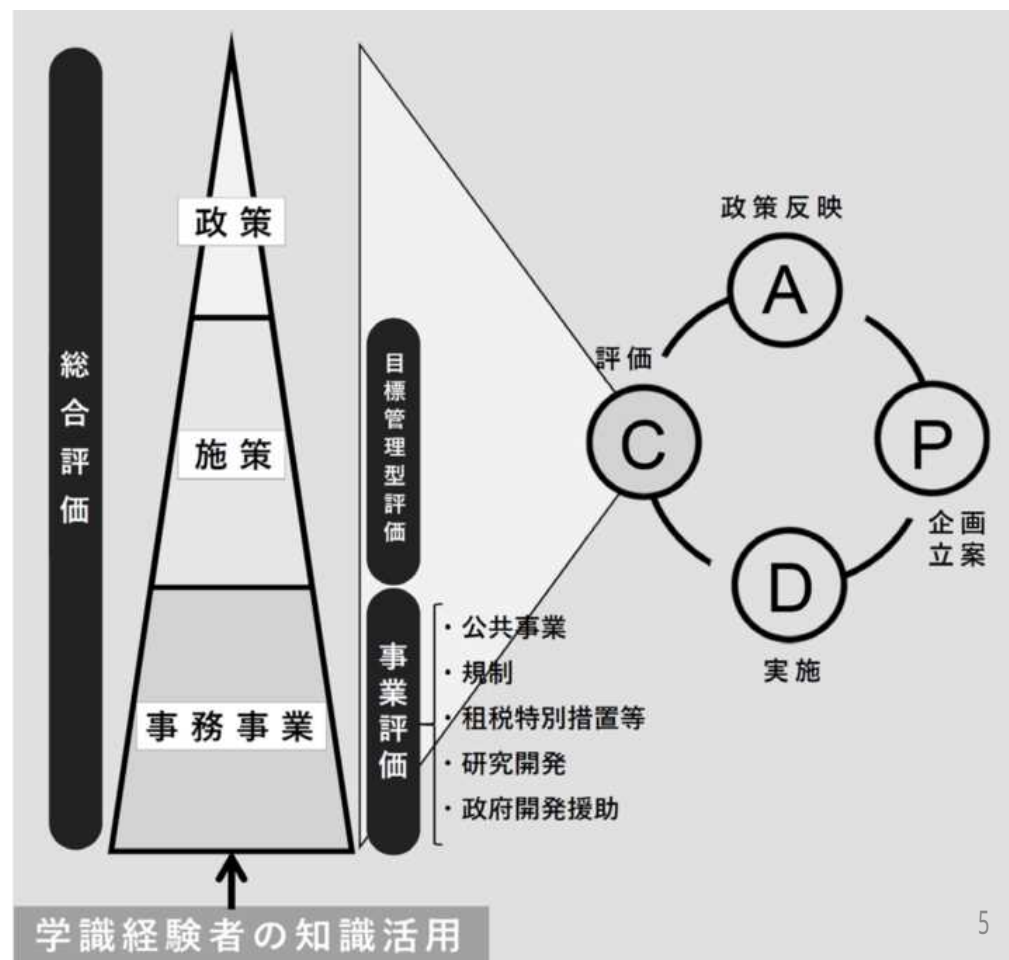 総合評価
政策
施策
事務事業
目標管理型評価
事業評価
・公共事業
・規制
・租税特別措置等
・研究開発
・政府開発援助
政策反映
A
評価
C
P
企画
立案
D
実施
学識経験者の知識活用
5